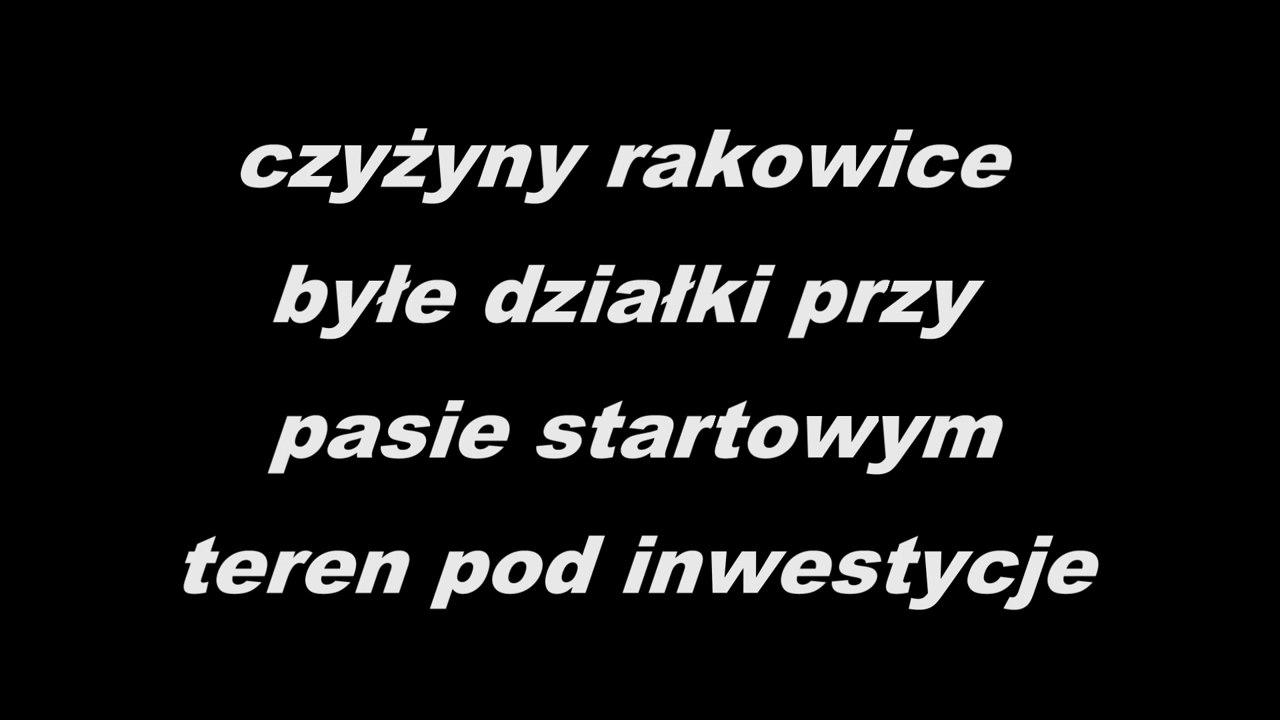 czyżyny rakowice
byłe działki przy
pasie startowym
teren pod inwestycje